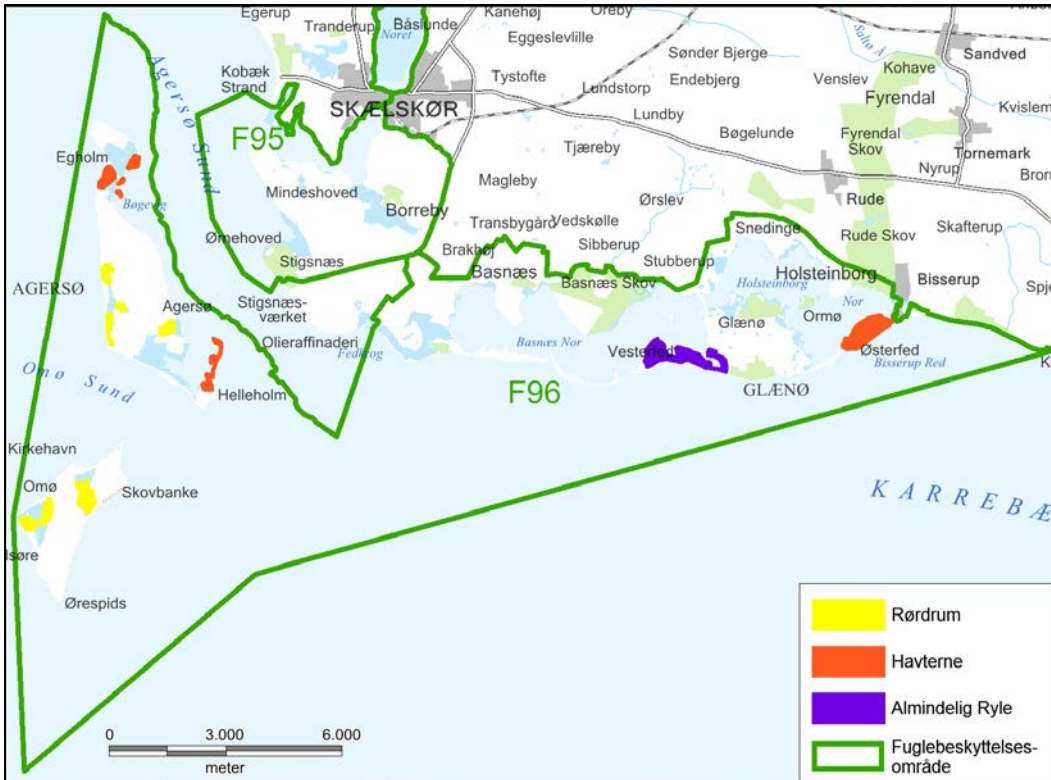 Egerup
Tranderup
Båslunde
Kanehøj
Noret
Eggeslevlille
Sønder Bjerge
Saltø Å
Sandved
Kobæk
Strand
Tystofte
Endebjerg
Kohave
Venslev
Lundstorp
Fyrendal
SKÆLSKØR
Lundby
F95
Bøgelunde
Fyrendal
Skov
Agersø Sund
Tjæreby
Tornemark
Egholm
Mindeshoved
Magleby
Nyrup
Bøgevig
Borreby
Ørslev
Rude
Transbygård
Vedskølle
Snedinge
Skafterup
Ørnehoved
Brakhøj
Sibberup
Rude Skov
Stigsnæs
Basnæs
Stubberup
Holsteinborg
Bisserup
AGERSØ
Basnæs Skov
Holsteinborg
Nor
Agersø
Stigsnæs-
værket
Glænø
Ormø
Olieraffinaderi
Fedkrog
Basnæs Nor
Vesterfed
Østerfed
Omø Sund
Bisserup Red
Helleholm
F96
GLÆNØ
Kirkehavn
Omø
Skovbanke
Ørespids
Rørdrum
Havterne
Almindelig Ryle
Fuglebeskyttelses-
område
0 3.000 6.000
meter